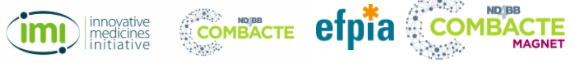 imi
innovative
medicines
initiative
ND4BB
COMBACTE
efpia
ND4BB
COMBACTE
MAGNET